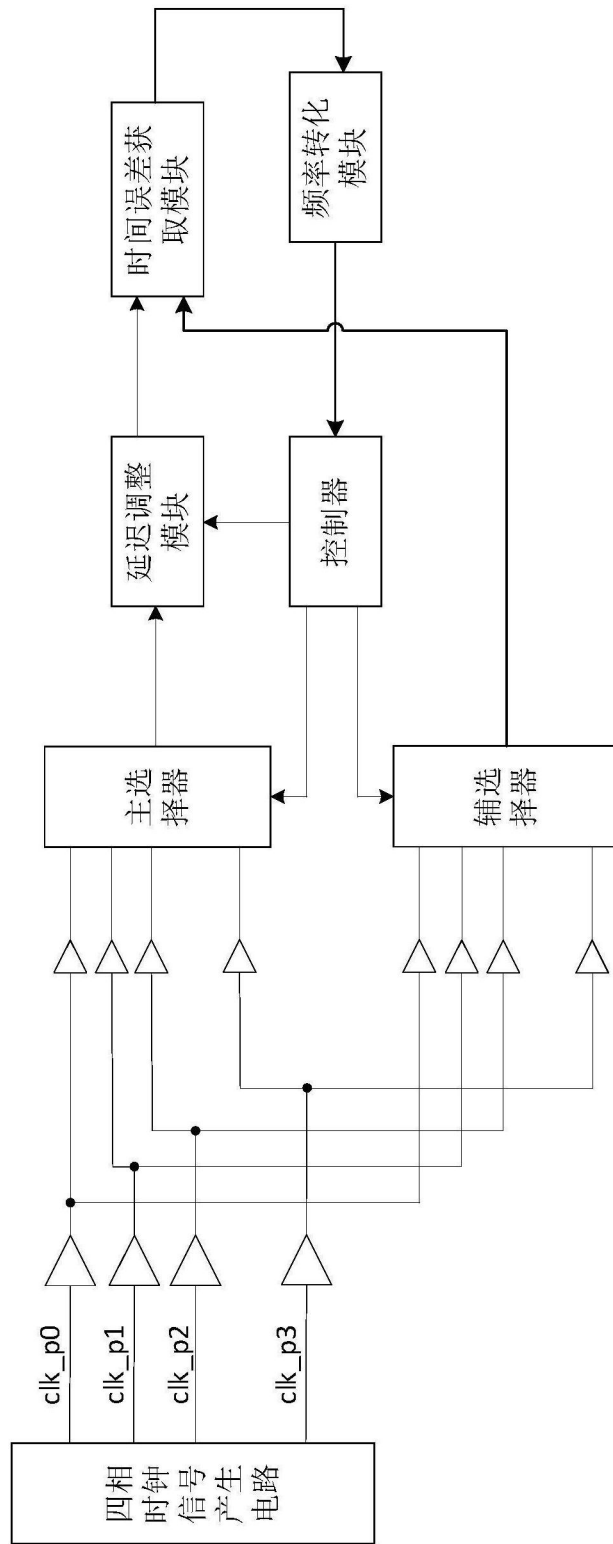 四相
时钟
信号
产生
电路
clk_p0
clk_p1
clk_p2
clk_p3
主选
择器
辅选
择器
延迟调整
模块
控制器
时间误差获
取模块
频率转化
模块